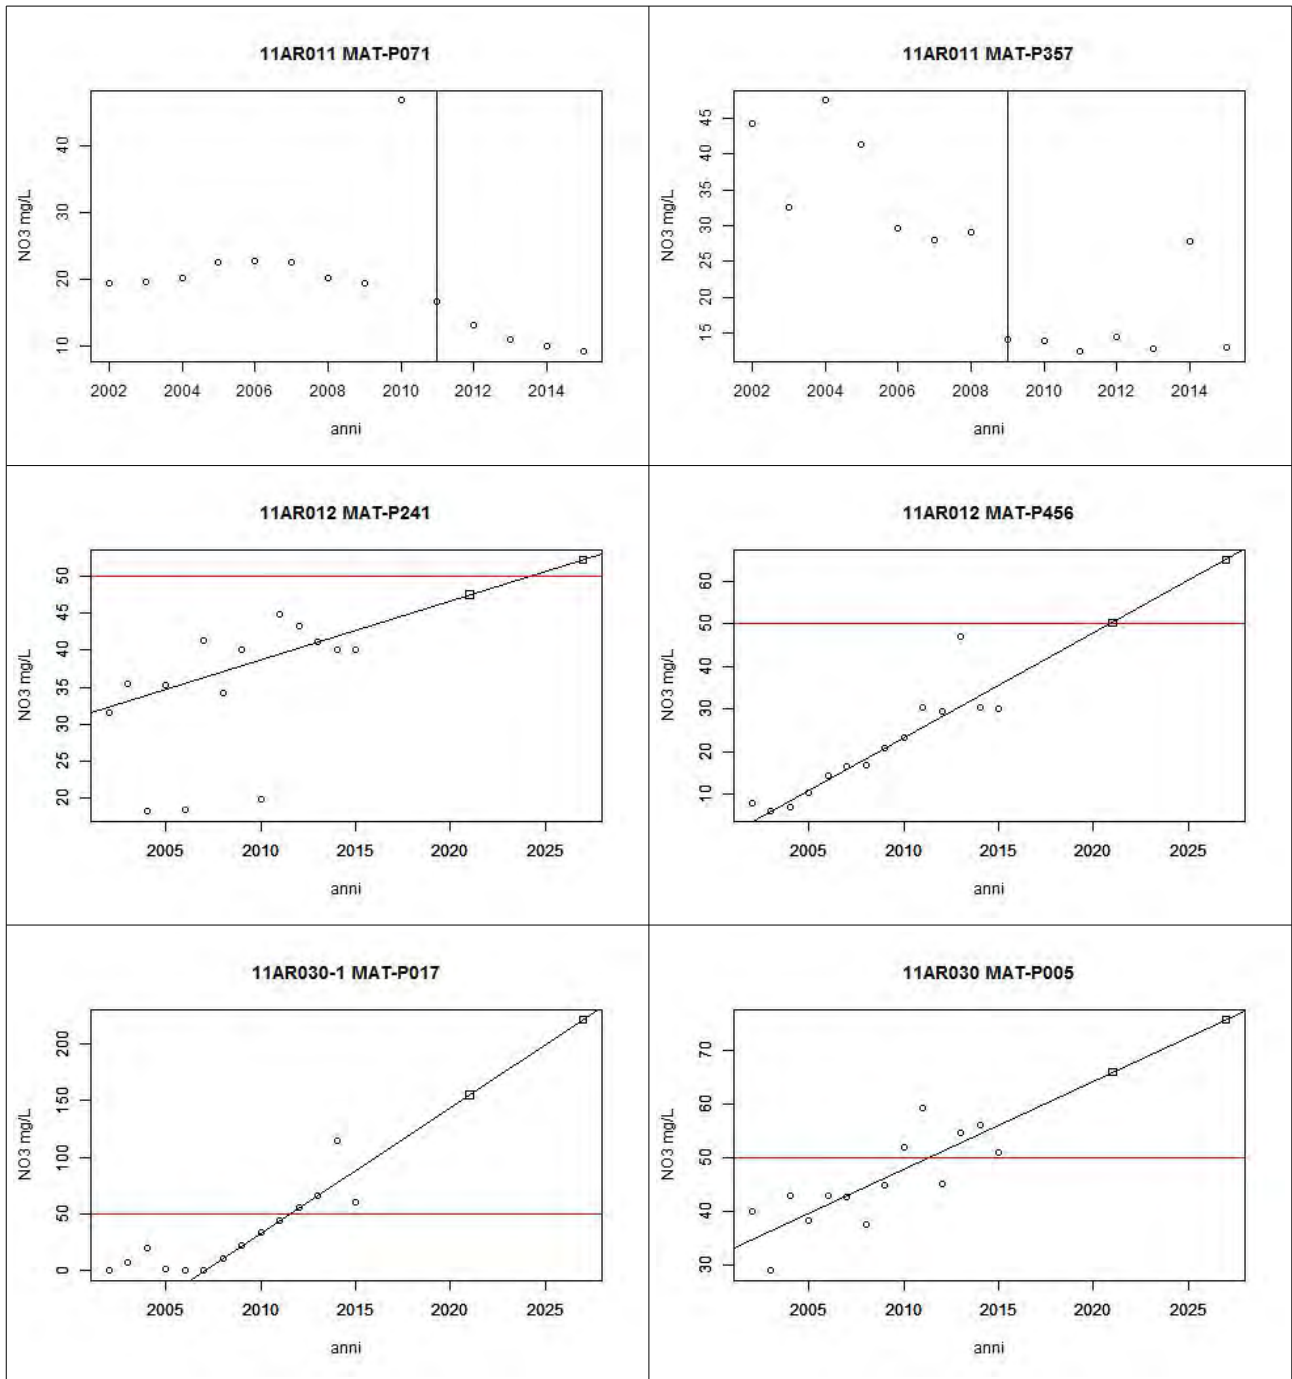 11AR011 MAT-P071
NO3 mg/L
40
30
20
10
2002 2004 2006 2008 2010 2012 2014
anni
11AR011 MAT-P357
NO3 mg/L
45
40
35
30
25
20
15
2002 2004 2006 2008 2010 2012 2014
anni
11AR012 MAT-P241
NO3 mg/L
50
45
40
35
30
25
20
2005 2010 2015 2020 2025
anni
11AR012 MAT-P456
NO3 mg/L
60
50
40
30
20
10
2005 2010 2015 2020 2025
anni
11AR030-1 MAT-P017
NO3 mg/L
200
150
100
50
0
2005 2010 2015 2020 2025
anni
11AR030 MAT-P005
NO3 mg/L
70
60
50
40
30
2005 2010 2015 2020 2025
anni